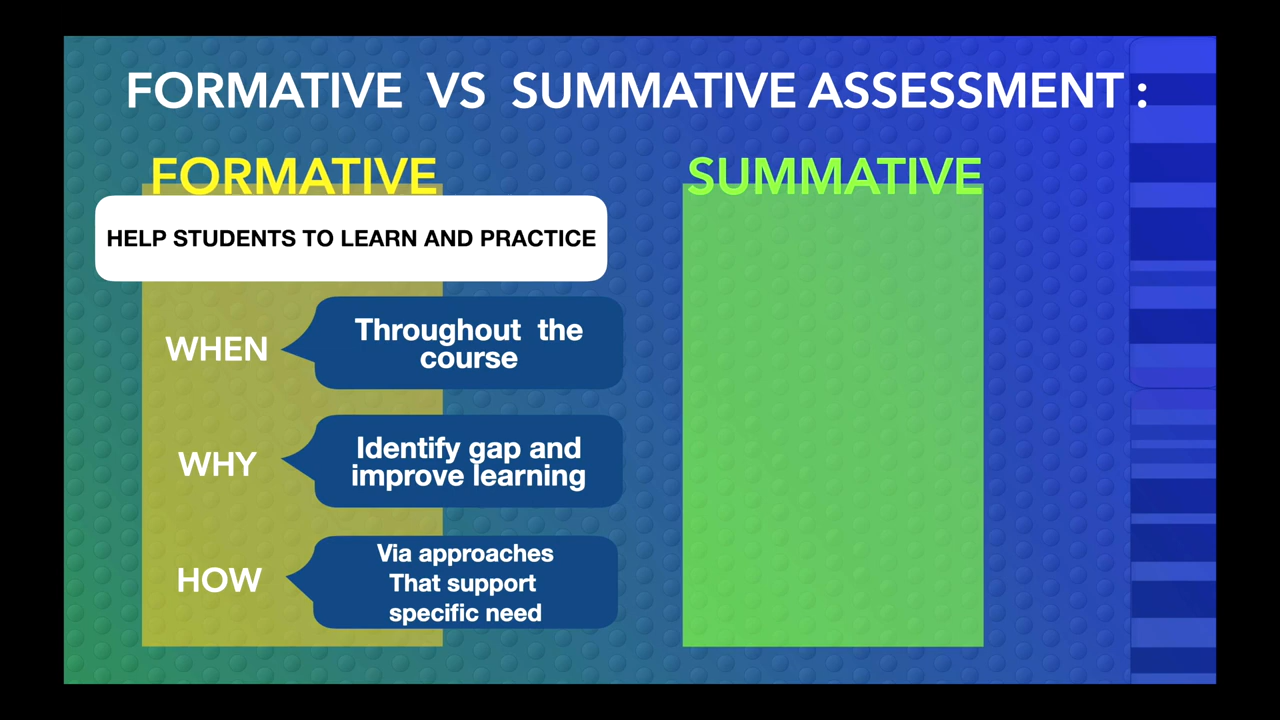 FORMATIVE VS SUMMATIVE ASSESSMENT :
FORMATIVE
SUMMATIVE
HELP STUDENTS TO LEARN AND PRACTICE
WHEN
Throughout the
course
WHY
Identify gap and
improve learning
HOW
Via approaches
That support
specific need